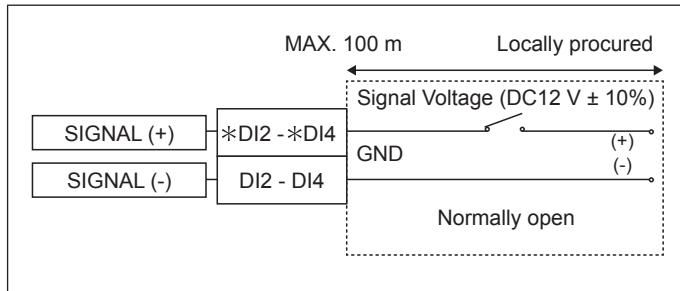 MAX. 100 m Locally procured
Signal Voltage (DC12 V ± 10%)
SIGNAL (+) ＊DI2 - ＊DI4
(+)
GND
(-)
SIGNAL (-) DI2 - DI4
Normally open